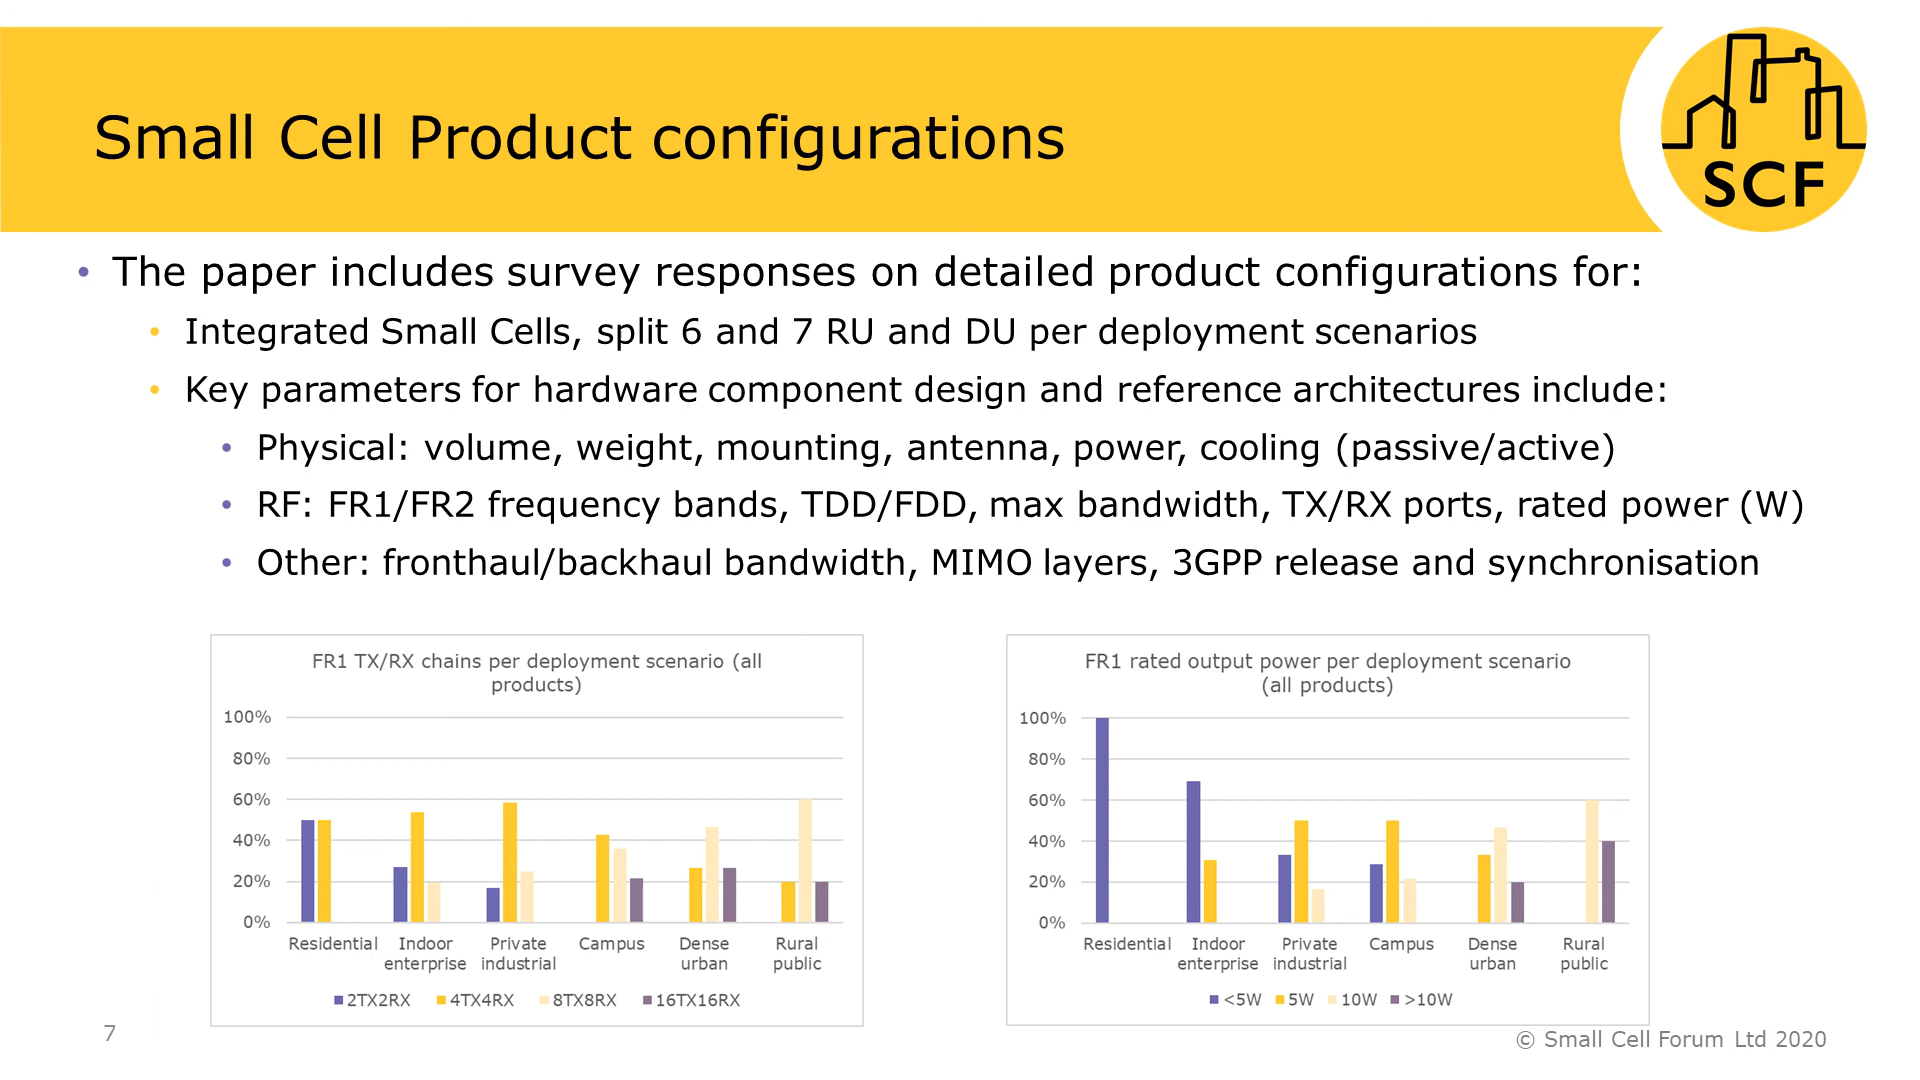 Small Cell Product configurations
SCF
• The paper includes survey responses on detailed product configurations for:
• Integrated Small Cells, split 6 and 7 RU and DU per deployment scenarios
• Key parameters for hardware component design and reference architectures include:
• Physical: volume, weight, mounting, antenna, power, cooling (passive/active)
• RF: FR1/FR2 frequency bands, TDD/FDD, max bandwidth, TX/RX ports, rated power (W)
• Other: fronthaul/backhaul bandwidth, MIMO layers, 3GPP release and synchronisation
FR1 TX/RX chains per deployment scenario (all
products)
100%
80%
60%
40%
20%
0%
Residential Indoor Private Campus Dense Rural
enterprise industrial urban public
2TX2RX 4TX4RX 8TX8RX 16TX16RX
FR1 rated output power per deployment scenario
(all products)
100%
80%
60%
40%
20%
0%
Residential Indoor Private Campus Dense Rural
enterprise industrial urban public
<5W 5W 10W >10W
7
© Small Cell Forum Ltd 2020